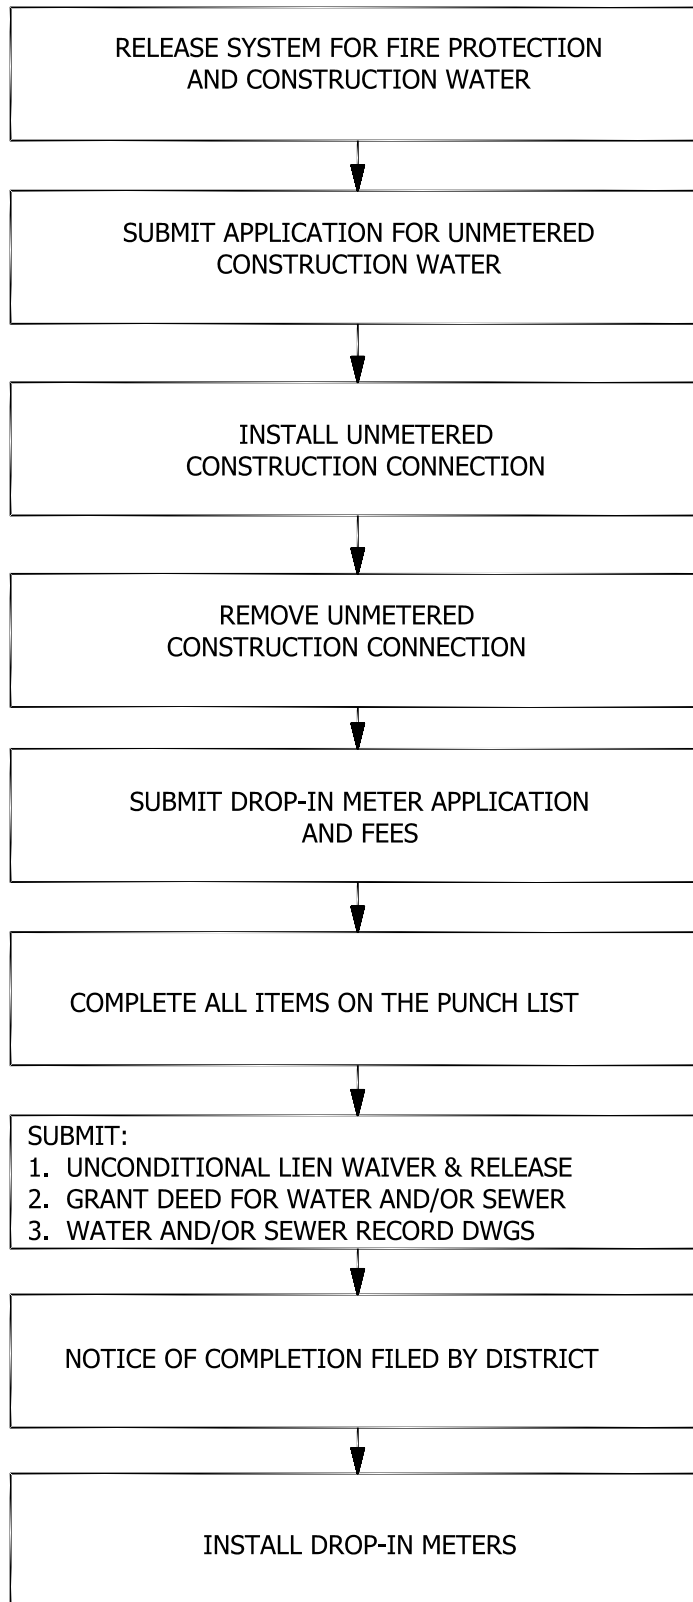 RELEASE SYSTEM FOR FIRE PROTECTION
AND CONSTRUCTION WATER
SUBMIT APPLICATION FOR UNMETERED
CONSTRUCTION WATER
INSTALL UNMETERED
CONSTRUCTION CONNECTION
REMOVE UNMETERED
CONSTRUCTION CONNECTION
SUBMIT DROP-IN METER APPLICATION
AND FEES
COMPLETE ALL ITEMS ON THE PUNCH LIST
SUBMIT:
1. UNCONDITIONAL LIEN WAIVER & RELEASE
2. GRANT DEED FOR WATER AND/OR SEWER
3. WATER AND/OR SEWER RECORD DWGS
NOTICE OF COMPLETION FILED BY DISTRICT
INSTALL DROP-IN METERS